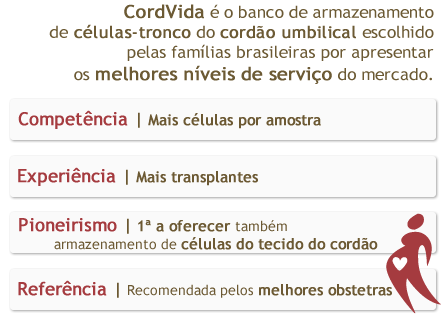 CordVida é o banco de armazenamento
de células-tronco do cordão umbilical escolhido
pelas famílias brasileiras por apresentar
os melhores níveis de serviço do mercado.
Competência | Mais células por amostra
Experiência | Mais transplantes
Pioneirismo | 1ª a oferecer também
armazenamento de células do tecido do cordão
Referência | Recomendada pelos melhores obstetras